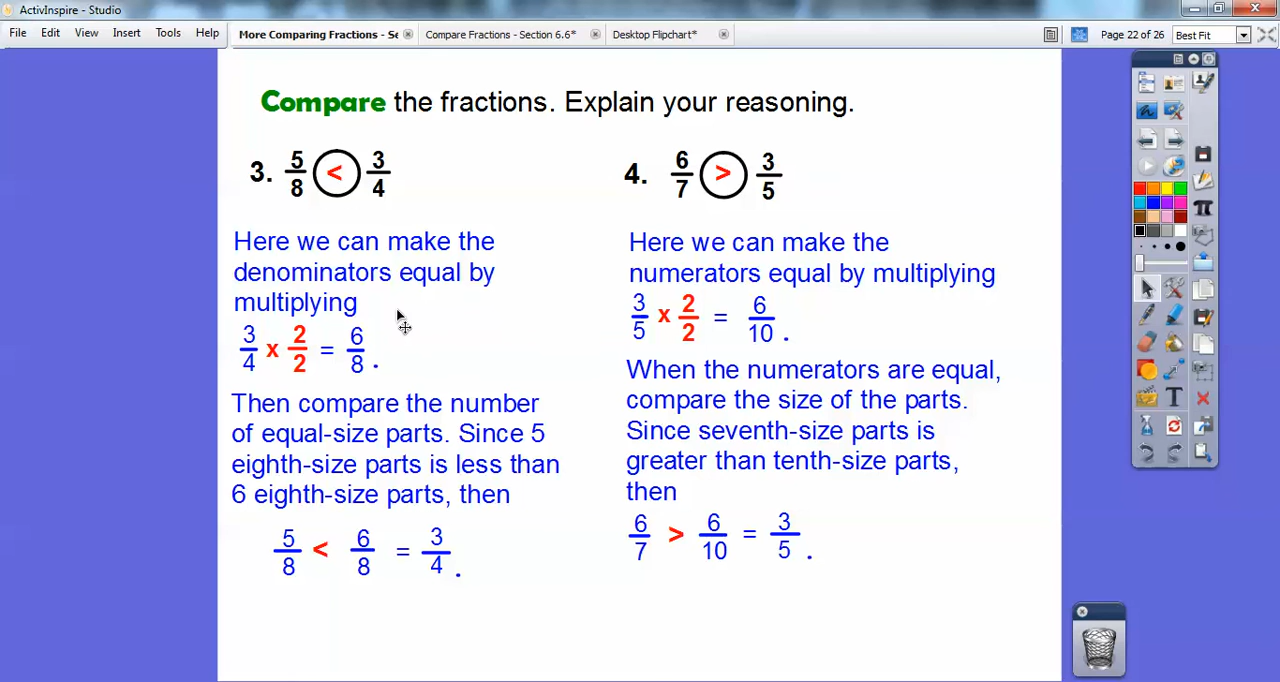 ActivInspire - Studio
File Edit View Insert Tools Help
More Comparing Fractions - Se
Compare Fractions - Section 6.6*
Desktop Flipchart*
Page 22 of 26
Best Fit
Compare the fractions. Explain your reasoning.
3. 5/8 < 3/4
Here we can make the
denominators equal by
multiplying
3/4 x 2/2 = 6/8 .
Then compare the number
of equal-size parts. Since 5
eighth-size parts is less than
6 eighth-size parts, then
5/8 < 6/8 = 3/4 .
4. 6/7 > 3/5
Here we can make the
numerators equal by multiplying
3/5 x 2/2 = 6/10 .
When the numerators are equal,
compare the size of the parts.
Since seventh-size parts is
greater than tenth-size parts,
then
6/7 > 6/10 = 3/5 .